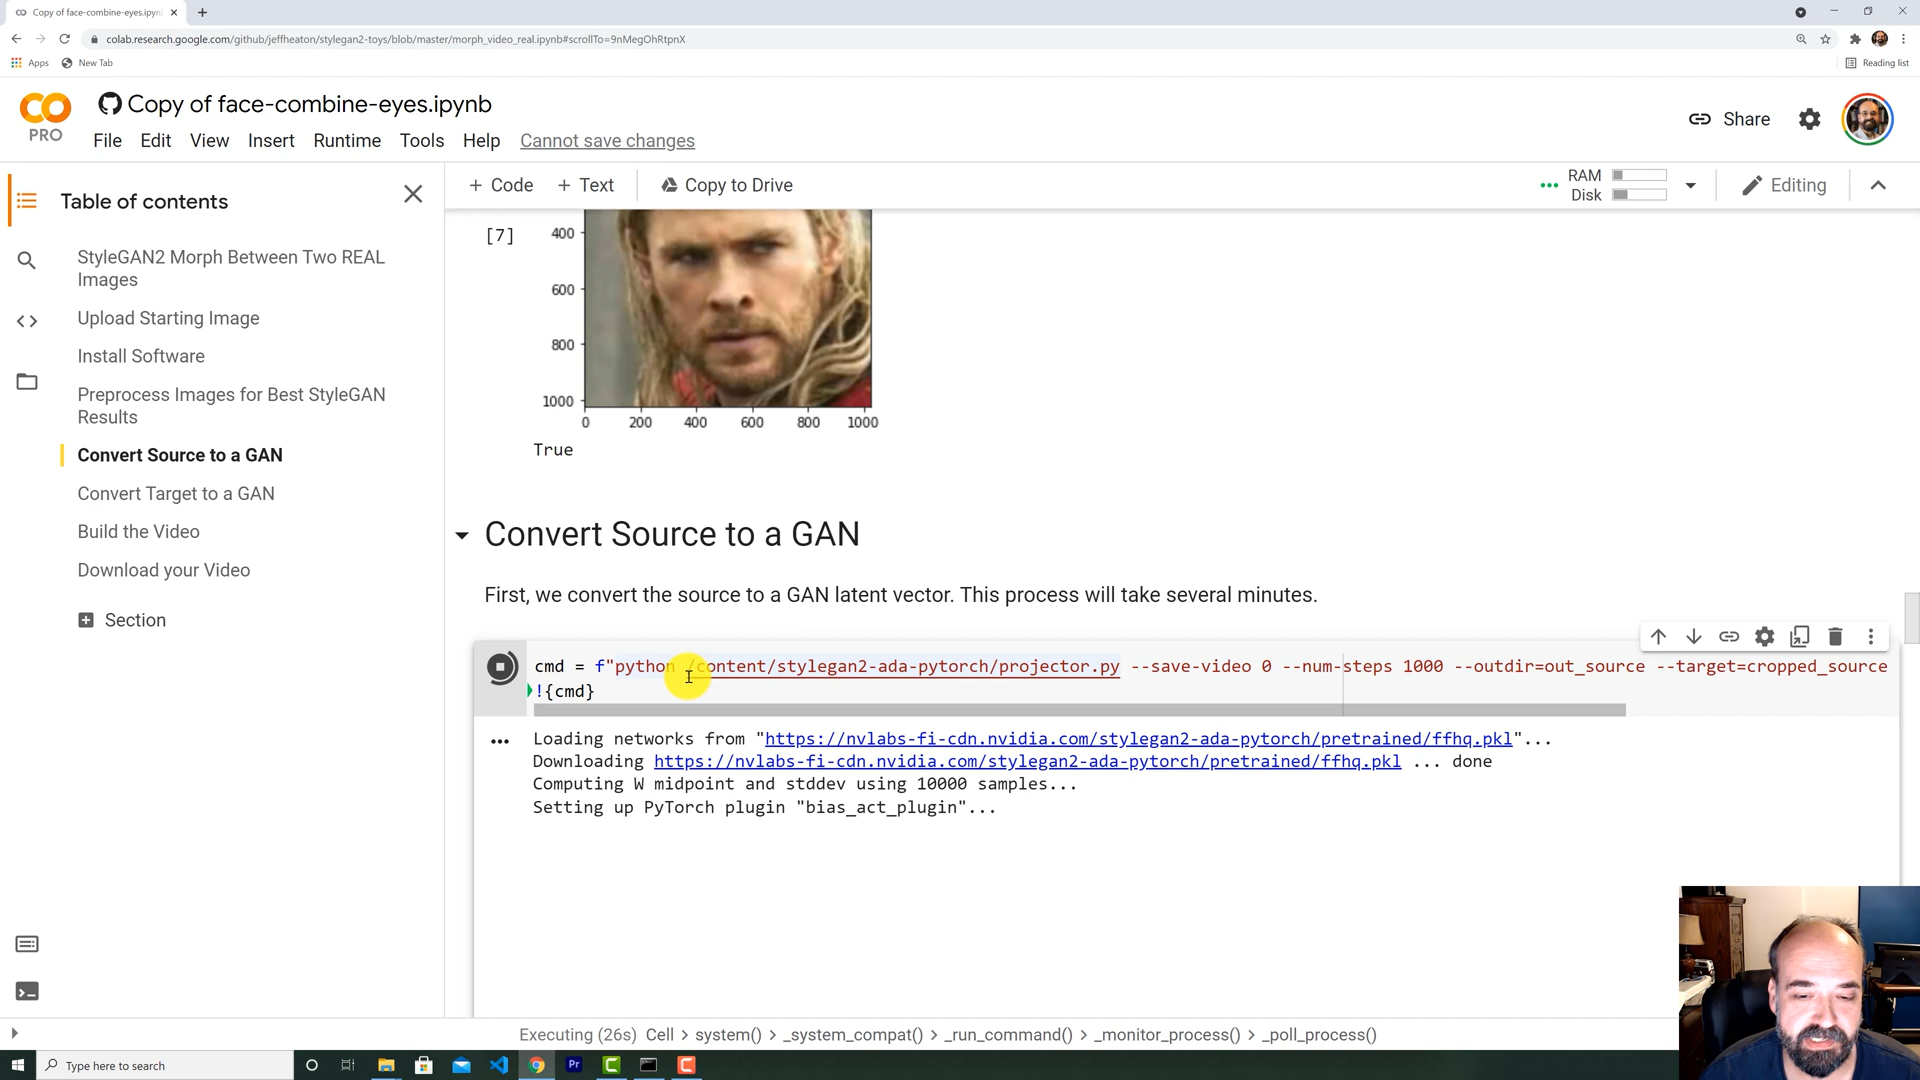 Copy of face-combine-eyes.ipyn
colab.research.google.com/github/jeffheaton/stylegan2-toys/blob/master/morph_video_real.ipynb#scrollTo=9nMegOhRtpnX
Apps
New Tab
Reading list
PRO
Copy of face-combine-eyes.ipynb
File Edit View Insert Runtime Tools Help Cannot save changes
Share
Table of contents
StyleGAN2 Morph Between Two REAL
Images
Upload Starting Image
Install Software
Preprocess Images for Best StyleGAN
Results
Convert Source to a GAN
Convert Target to a GAN
Build the Video
Download your Video
Section
+ Code + Text Copy to Drive
RAM
Disk
Editing
[7]
400
600
800
1000
0 200 400 600 800 1000
True
Convert Source to a GAN
First, we convert the source to a GAN latent vector. This process will take several minutes.
cmd = f"python /content/stylegan2-ada-pytorch/projector.py --save-video 0 --num-steps 1000 --outdir=out_source --target=cropped_source
!{cmd}
Loading networks from "https://nvlabs-fi-cdn.nvidia.com/stylegan2-ada-pytorch/pretrained/ffhq.pkl"...
Downloading https://nvlabs-fi-cdn.nvidia.com/stylegan2-ada-pytorch/pretrained/ffhq.pkl ... done
Computing W midpoint and stddev using 10000 samples...
Setting up PyTorch plugin "bias_act_plugin"...
Executing (26s) Cell > system() > _system_compat() > _run_command() > _monitor_process() > _poll_process()
Type here to search
Pr